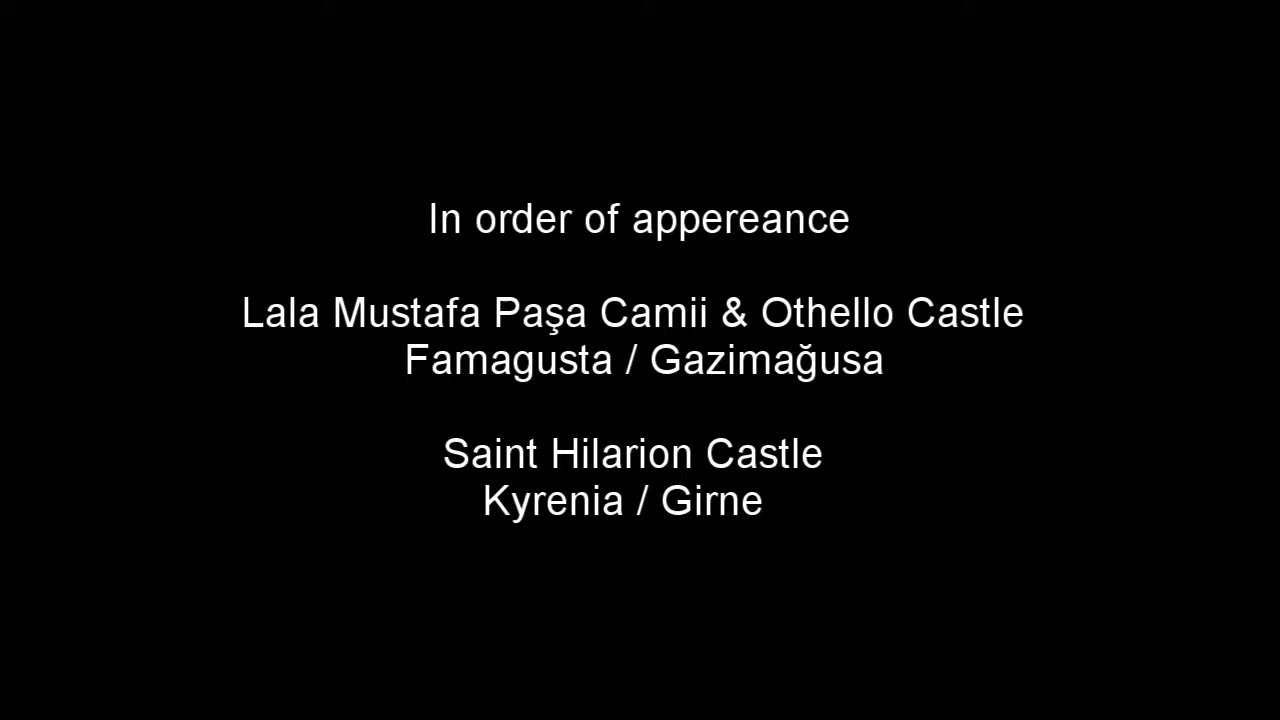 In order of appereance
Lala Mustafa Paşa Camii & Othello Castle
Famagusta / Gazimağusa
Saint Hilarion Castle
Kyrenia / Girne